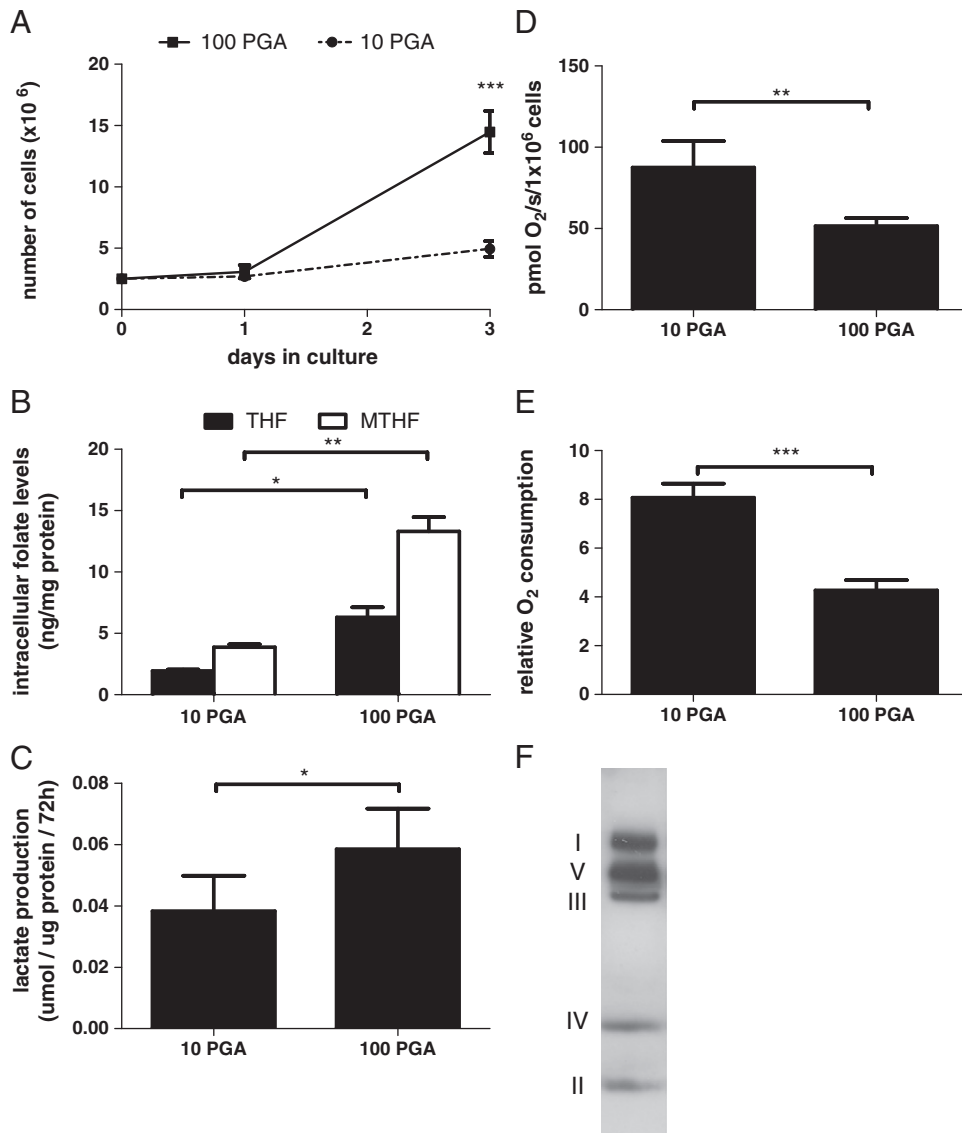 A
100 PGA
10 PGA
number of cells (x10 6)
20
15
10
5
0
***
0
1
2
3
days in culture
B
THF
MTHF
intracellular folate levels
(ng/mg protein)
20
15
10
5
0
**
*
10 PGA
100 PGA
C
lactate production
(umol / ug protein / 72h)
0.08
0.06
0.04
0.02
0.00
*
10 PGA
100 PGA
D
pmol O2/s/1x10^6 cells
150
100
50
0
**
10 PGA
100 PGA
E
relative O2 consumption
10
8
6
4
2
0
***
10 PGA
100 PGA
F
I
V
III
IV
II